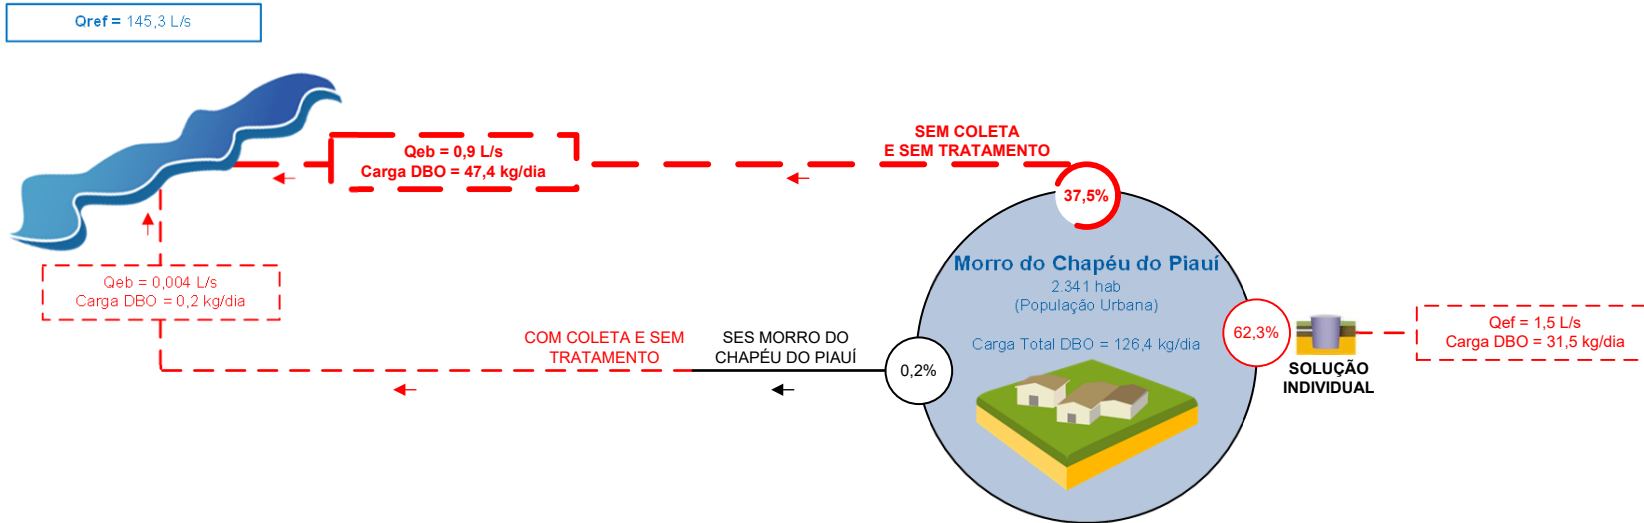 Qref = 145,3 L/s
SEM COLETA
E SEM TRATAMENTO
Qeb = 0,9 L/s
Carga DBO = 47,4 kg/dia
37,5%
Morro do Chapéu do Piauí
2.341 hab
(População Urbana)
Carga Total DBO = 126,4 kg/dia
Qeb = 0,004 L/s
Carga DBO = 0,2 kg/dia
COM COLETA E SEM
TRATAMENTO
SES MORRO DO
CHAPÉU DO PIAUÍ
0,2%
62,3%
SOLUÇÃO
INDIVIDUAL
Qef = 1,5 L/s
Carga DBO = 31,5 kg/dia